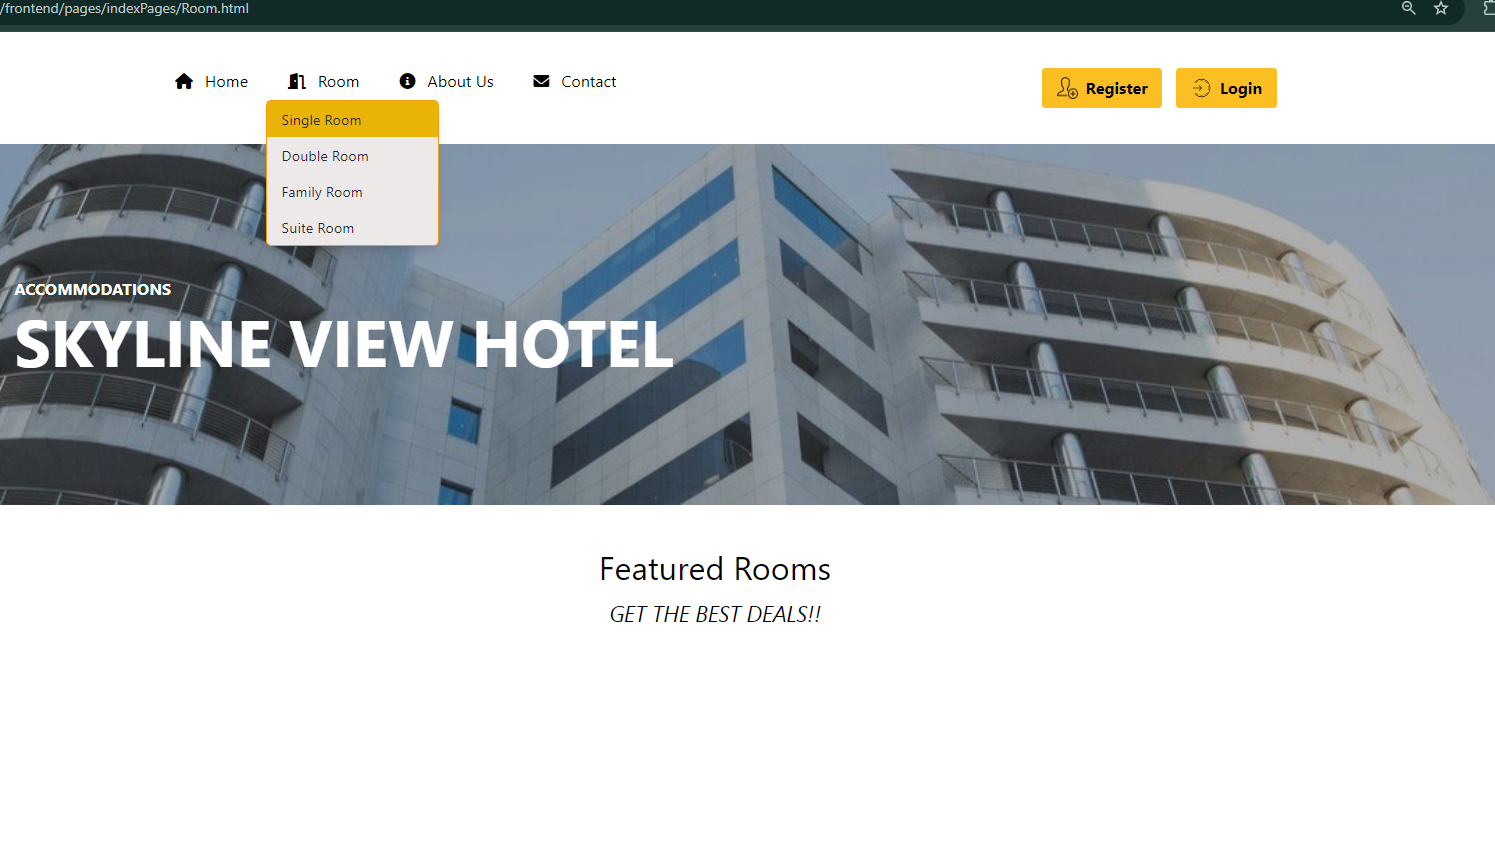 /frontend/pages/indexPages/Room.html
Home Room About Us Contact
Register Login
Single Room
Double Room
Family Room
Suite Room
ACCOMMODATIONS
SKYLINE VIEW HOTEL
Featured Rooms
GET THE BEST DEALS!!